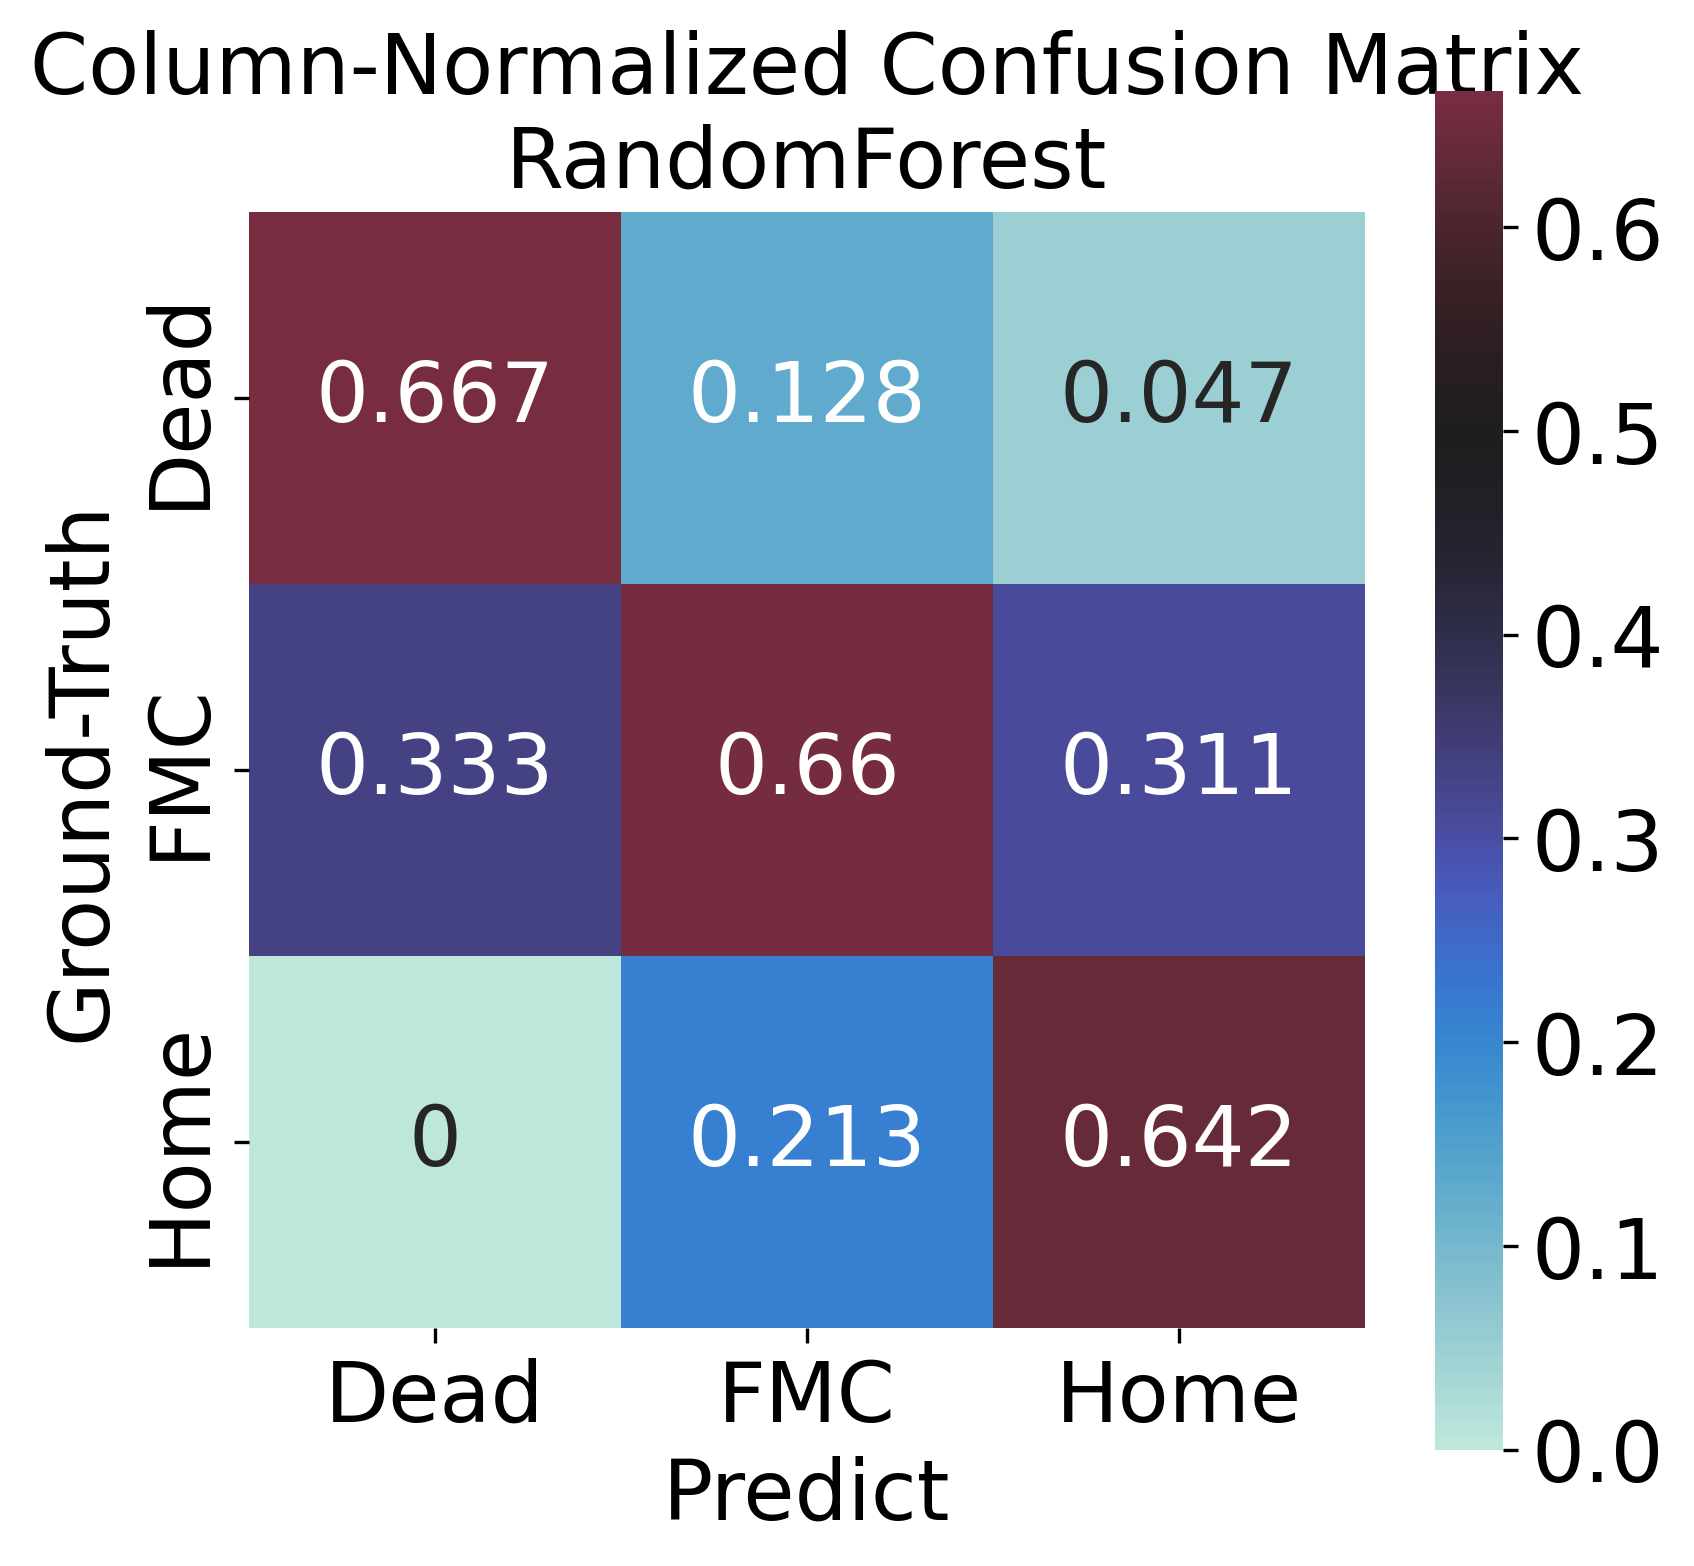 Column-Normalized Confusion Matrix
RandomForest
Ground-Truth
Dead
0.667 0.128 0.047
FMC
0.333 0.66 0.311
Home
0 0.213 0.642
Dead FMC Home
Predict
0.6
0.5
0.4
0.3
0.2
0.1
0.0